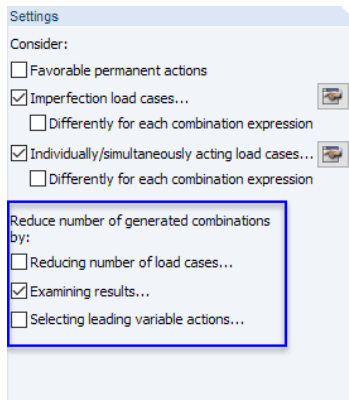 Settings
Consider:
Favorable permanent actions
Imperfection load cases...
Differently for each combination expression
Individually/simultaneously acting load cases...
Differently for each combination expression
Reduce number of generated combinations
by:
Reducing number of load cases...
Examining results...
Selecting leading variable actions...